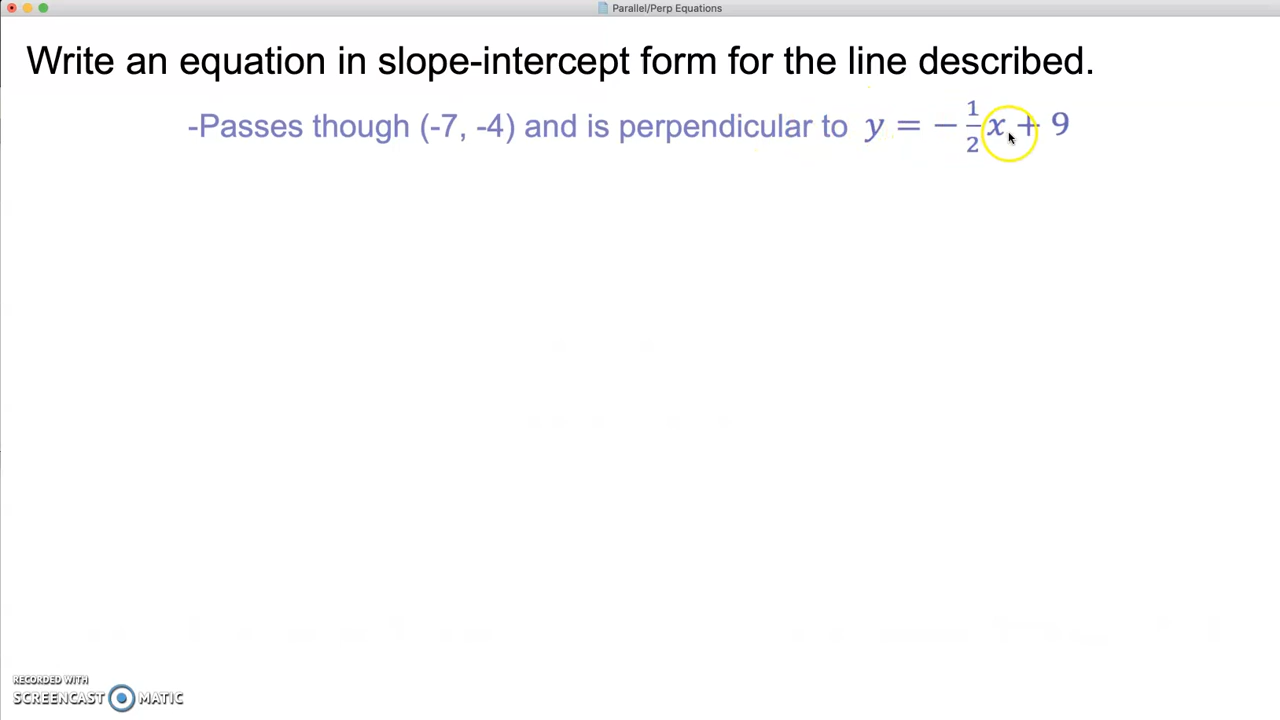 Parallel/Perp Equations
Write an equation in slope-intercept form for the line described.
-Passes though (-7, -4) and is perpendicular to y = −1/2x + 9
RECORDED WITH
SCREENCAST MATIC